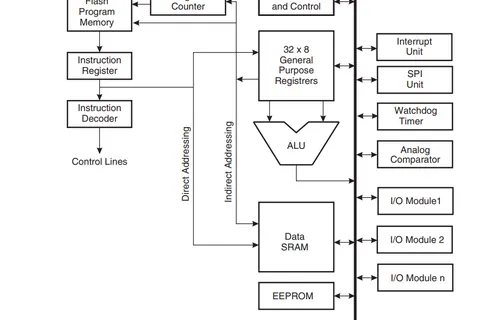 Flash
Program
Memory
Counter
and Control
Instruction
Register
Instruction
Decoder
Control Lines
Direct Addressing
Indirect Addressing
32 x 8
General
Purpose
Registrers
ALU
Data
SRAM
EEPROM
Interrupt
Unit
SPI
Unit
Watchdog
Timer
Analog
Comparator
I/O Module1
I/O Module 2
I/O Module n